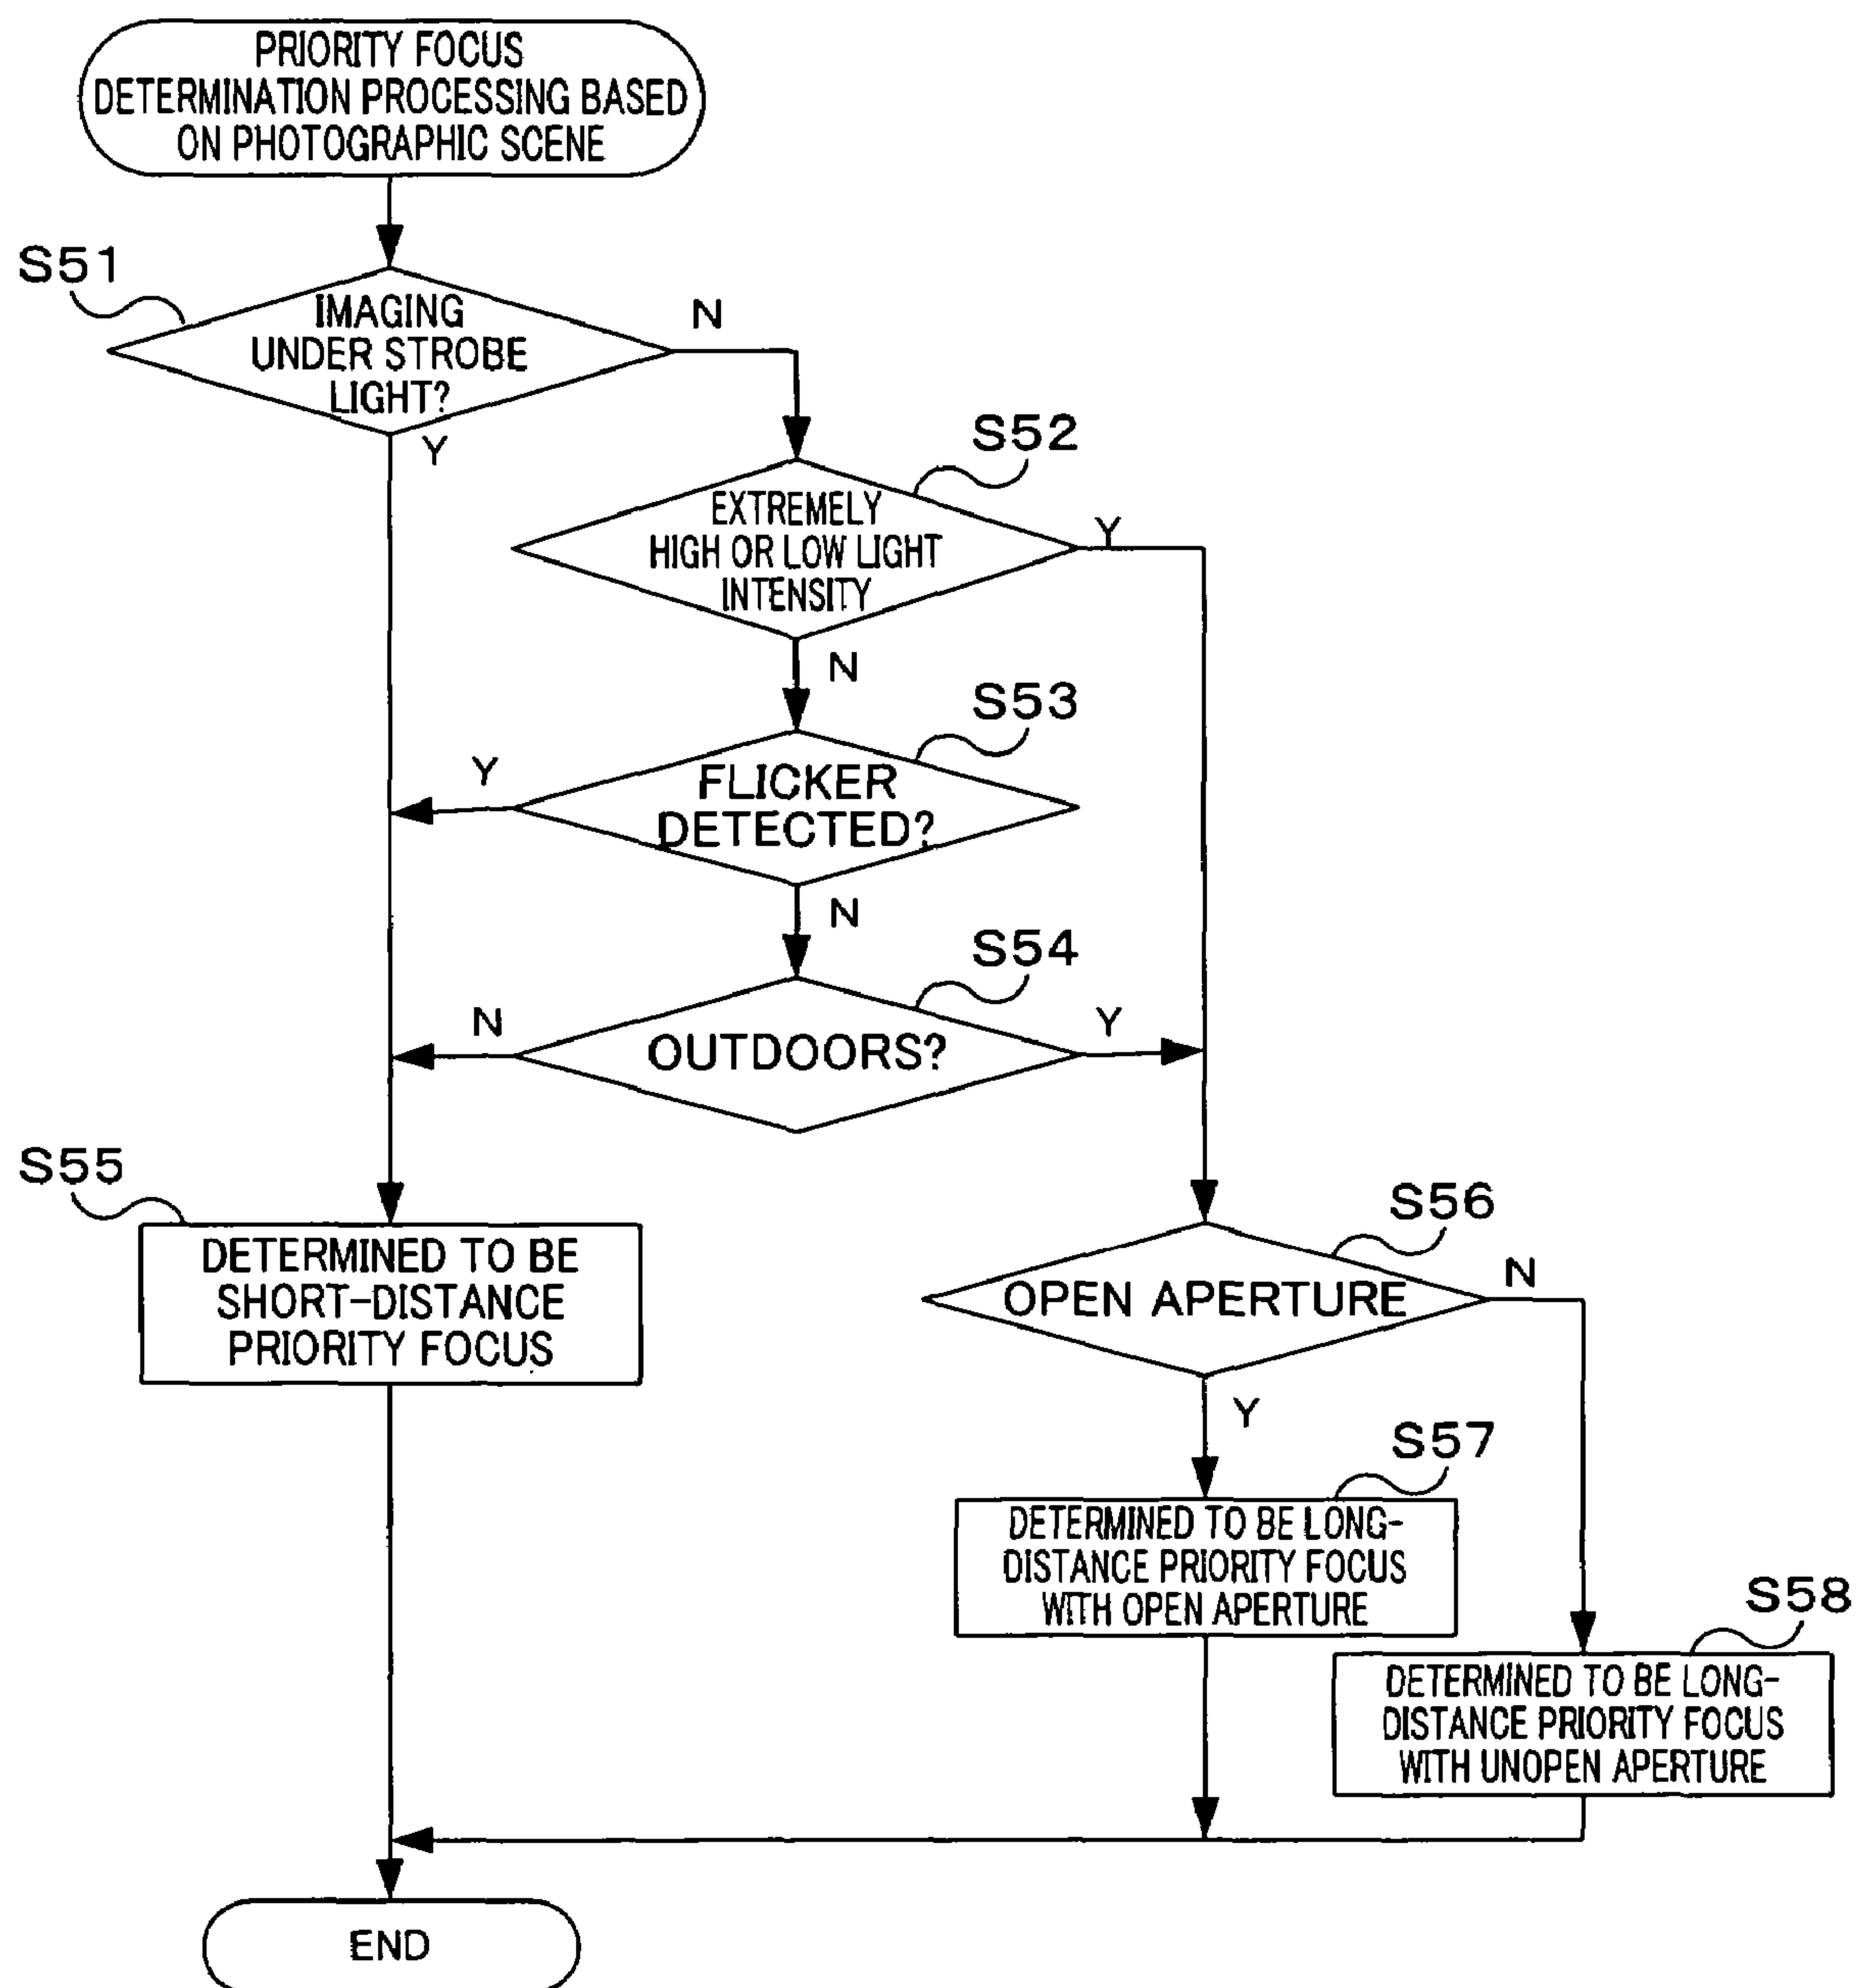 PRIORITY FOCUS
DETERMINATION PROCESSING BASED
ON PHOTOGRAPHIC SCENE
S51
IMAGING
UNDER STROBE
LIGHT?
N
Y
S52
EXTREMELY
HIGH OR LOW LIGHT
INTENSITY
Y
N
S53
FLICKER
DETECTED?
Y
N
S54
OUTDOORS?
N
Y
S55
DETERMINED TO BE
SHORT-DISTANCE
PRIORITY FOCUS
S56
OPEN APERTURE
N
Y
S57
DETERMINED TO BE LONG-
DISTANCE PRIORITY FOCUS
WITH OPEN APERTURE
S58
DETERMINED TO BE LONG-
DISTANCE PRIORITY FOCUS
WITH UNOPEN APERTURE
END